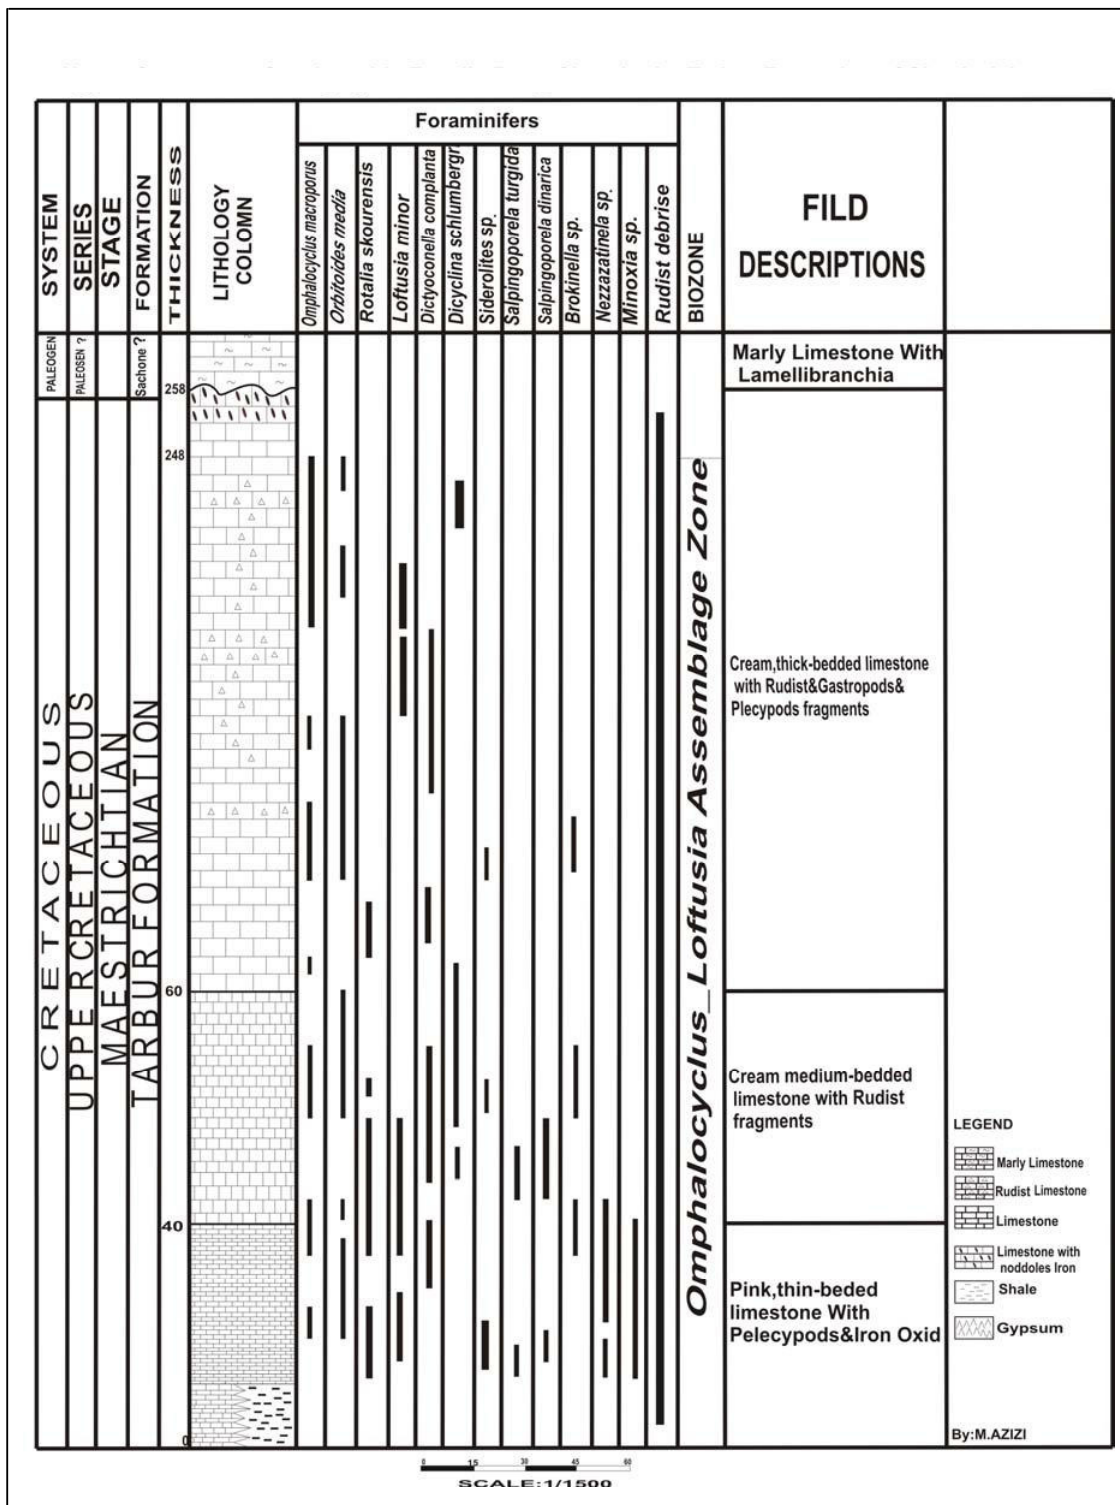 Foraminifers
SYSTEM
SERIES
STAGE
FORMATION
THICKNESS
LITHOLOGY
COLOMN
Omphalocyclus macroporus
Orbitoides media
Rotalia skourensis
Loftusia minor
Dictyoconella complanta
Dicyclina schlumbergr
Siderolites sp.
Salpingoporela turgida
Salpingoporela dinarica
Brokinella sp.
Nezzazatinela sp.
Minoxia sp.
Rudist debrise
BIOZONE
FILD
DESCRIPTIONS
PALEOGEN
PALEOSEN ?
Sachone ?
258
Marly Limestone With
Lamellibranchia
248
CRETACEOUS
UPPERCRETACEOUS
MAESTRICHTIAN
TARBUR FORMATION
Omphalocyclus_Loftusia Assemblage Zone
Cream,thick-bedded limestone
with Rudist&Gastropods&
Plecypods fragments
60
Cream medium-bedded
limestone with Rudist
fragments
40
Pink,thin-beded
limestone With
Pelecypods&Iron Oxid
0
LEGEND
Marly Limestone
Rudist Limestone
Limestone
Limestone with
noddoles Iron
Shale
Gypsum
By:M.AZIZI
0 15 30 45 60
SCALE:1/1500